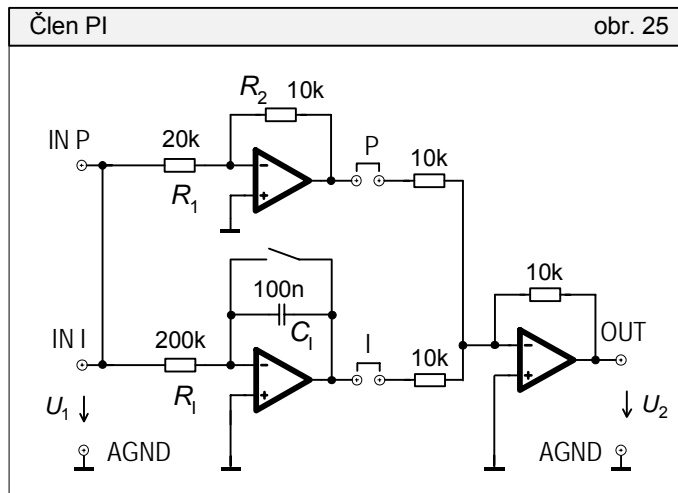 Člen PI obr. 25
R2 10k
IN P
20k
P
10k
R1
10k
100n
OUT
IN I
200k
CI
I
10k
RI
U1
U2
AGND
AGND